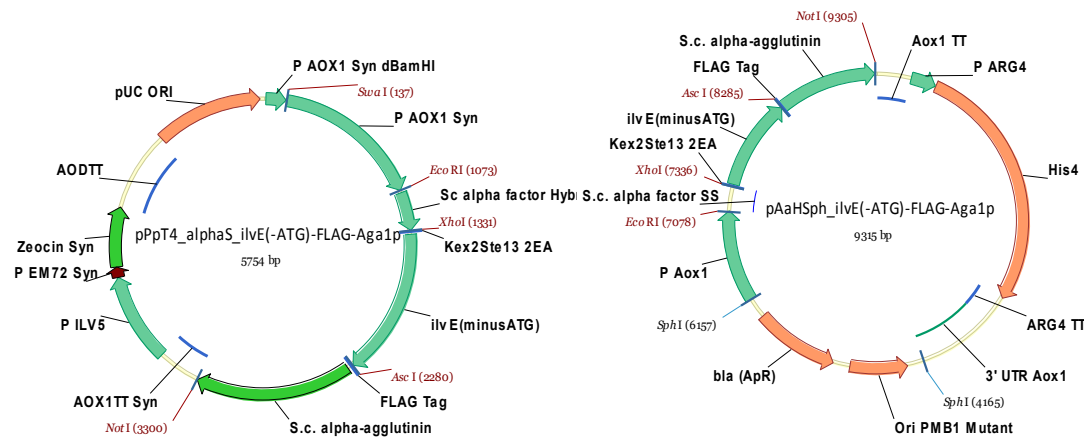 P AOX1 Syn dBamHI
SwaI (137)
pUC ORI
P AOX1 Syn
AODTT
EcoRI (1073)
Sc alpha factor Hybi
XhoI (1331)
Kex2Ste13 2EA
pPpT4_alphaS_ilvE(-ATG)-FLAG-Aga1p
5754 bp
Zeocin Syn
P EM72 Syn
P ILV5
ilvE(minusATG)
AscI (2280)
AOX1TT Syn
FLAG Tag
NotI (3300)
S.c. alpha-agglutinin
NotI (9305)
S.c. alpha-agglutinin
Aox1 TT
FLAG Tag
P ARG4
AscI (8285)
ilvE(minusATG)
Kex2Ste13 2EA
XhoI (7336)
His4
S.c. alpha factor SS
pAaHSph_ilvE(-ATG)-FLAG-Aga1p
9315 bp
EcoRI (7078)
P Aox1
SphI (6157)
ARG4 TT
bla (ApR)
3' UTR Aox1
SphI (4165)
Ori PMB1 Mutant